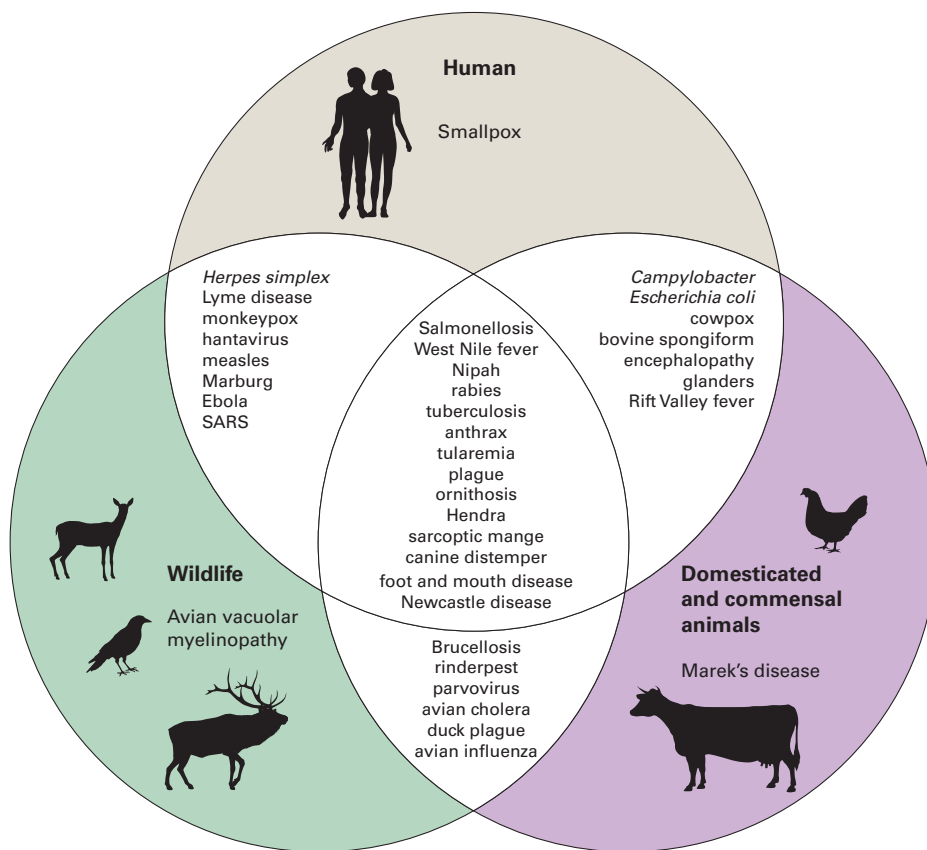 Human
Smallpox
Herpes simplex
Lyme disease
monkeypox
hantavirus
measles
Marburg
Ebola
SARS
Campylobacter
Escherichia coli
cowpox
bovine spongiform
encephalopathy
glanders
Rift Valley fever
Salmonellosis
West Nile fever
Nipah
rabies
tuberculosis
anthrax
tularemia
plague
ornithosis
Hendra
sarcoptic mange
canine distemper
foot and mouth disease
Newcastle disease
Wildlife
Avian vacuolar
myelinopathy
Domesticated
and commensal
animals
Marek's disease
Brucellosis
rinderpest
parvovirus
avian cholera
duck plague
avian influenza